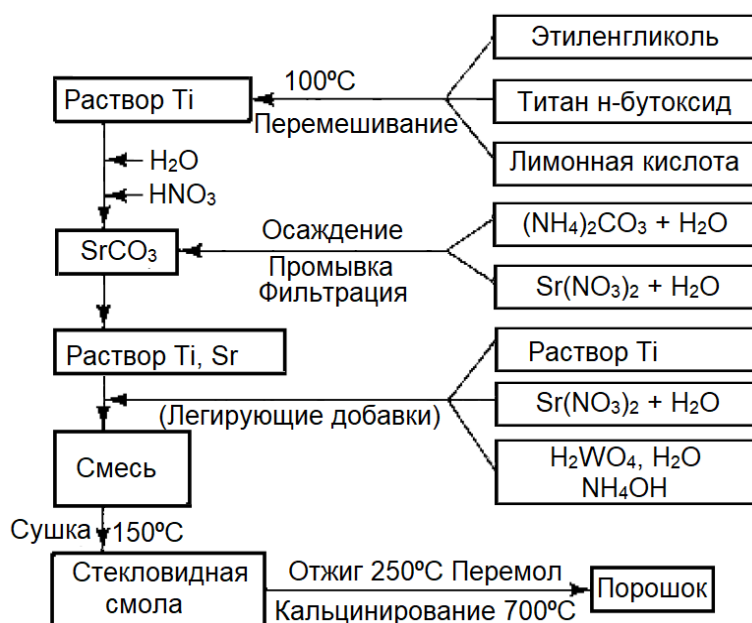 Этиленгликоль
100ºC
Раствор Ti
Титан н-бутоксид
Перемешивание
Лимонная кислота
H₂O
HNO₃
Осаждение
(NH₄)₂CO₃ + H₂O
SrCO₃
Промывка
Фильтрация
Sr(NO₃)₂ + H₂O
Раствор Ti, Sr
Раствор Ti
(Легирующие добавки)
Sr(NO₃)₂ + H₂O
Смесь
H₂WO₄, H₂O
NH₄OH
Сушка 150ºC
Стекловидная
смола
Отжиг 250ºC Перемол
Кальцинирование 700ºC
Порошок